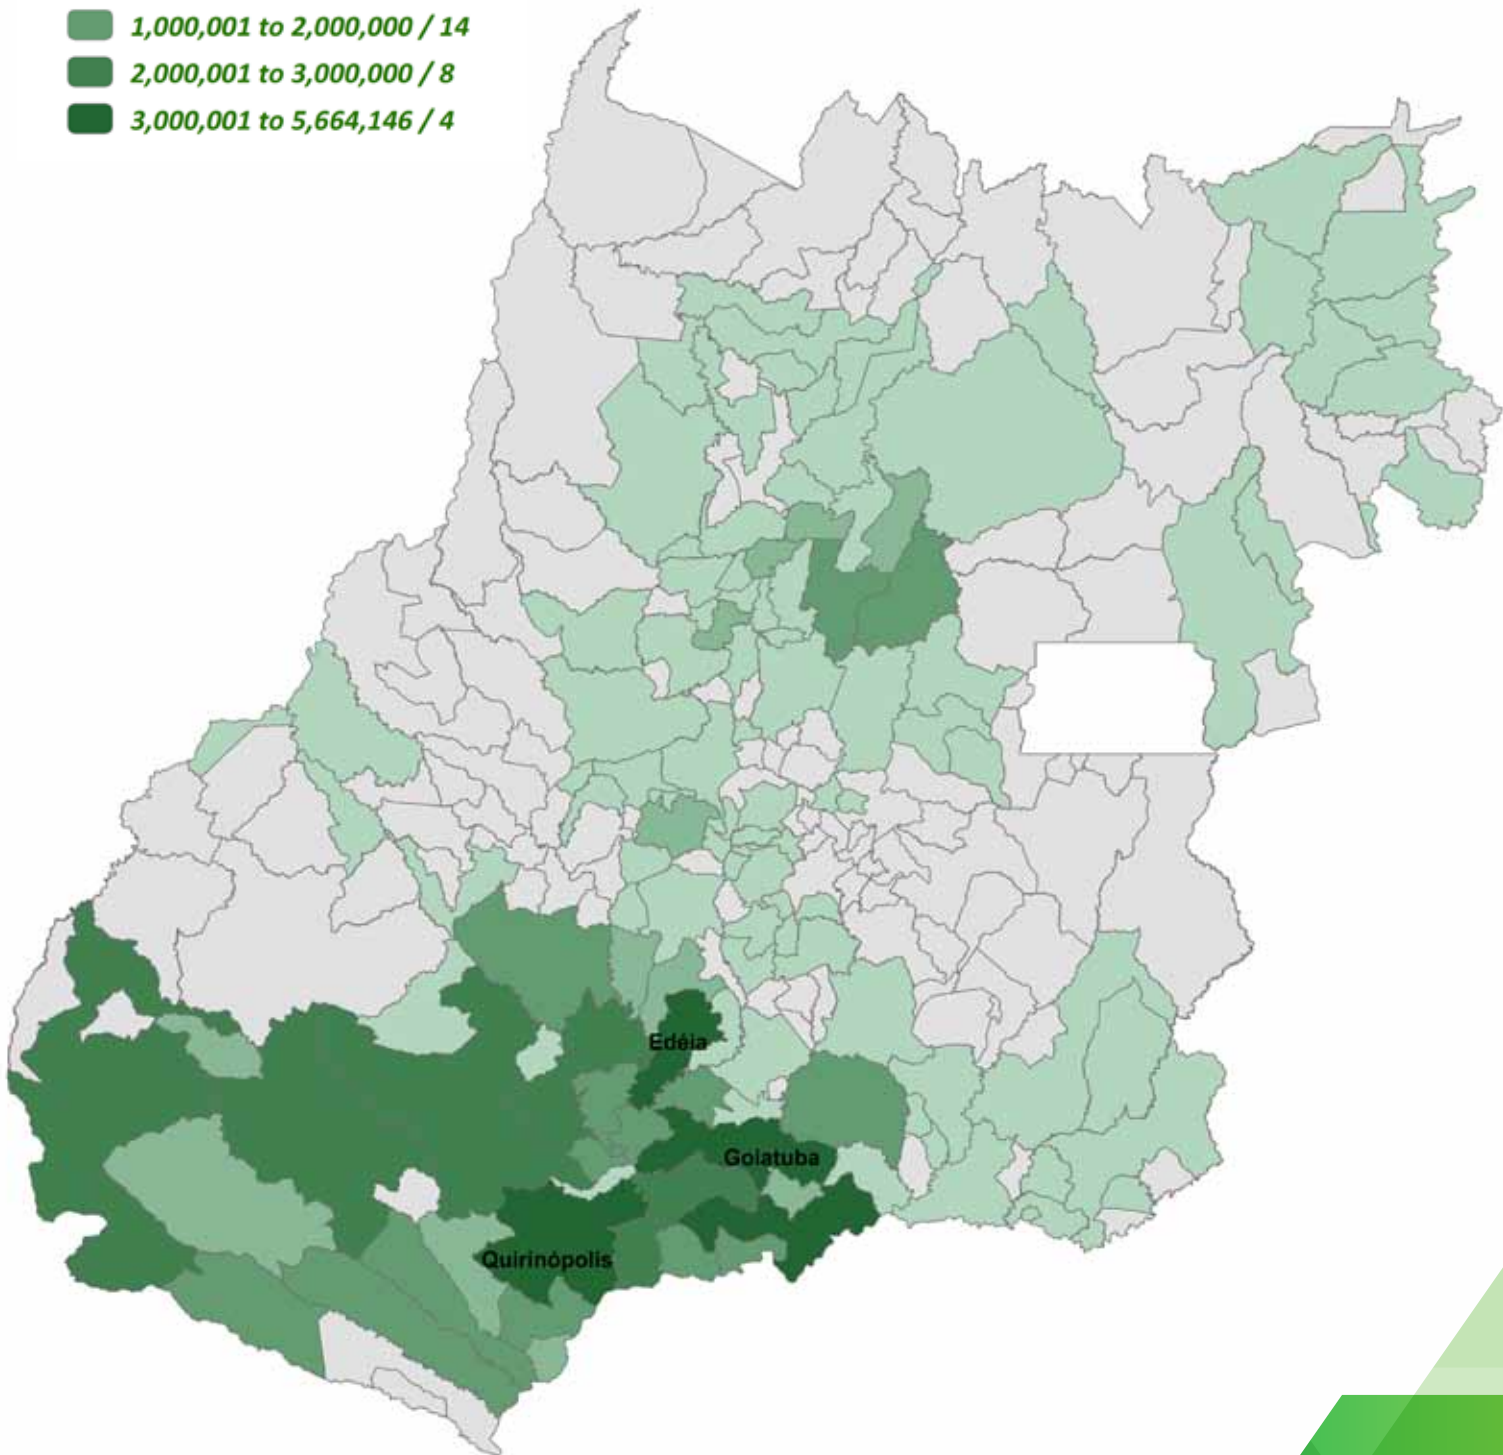 1,000,001 to 2,000,000 / 14
2,000,001 to 3,000,000 / 8
3,000,001 to 5,664,146 / 4
Edéia
Goiatuba
Quirinópolis